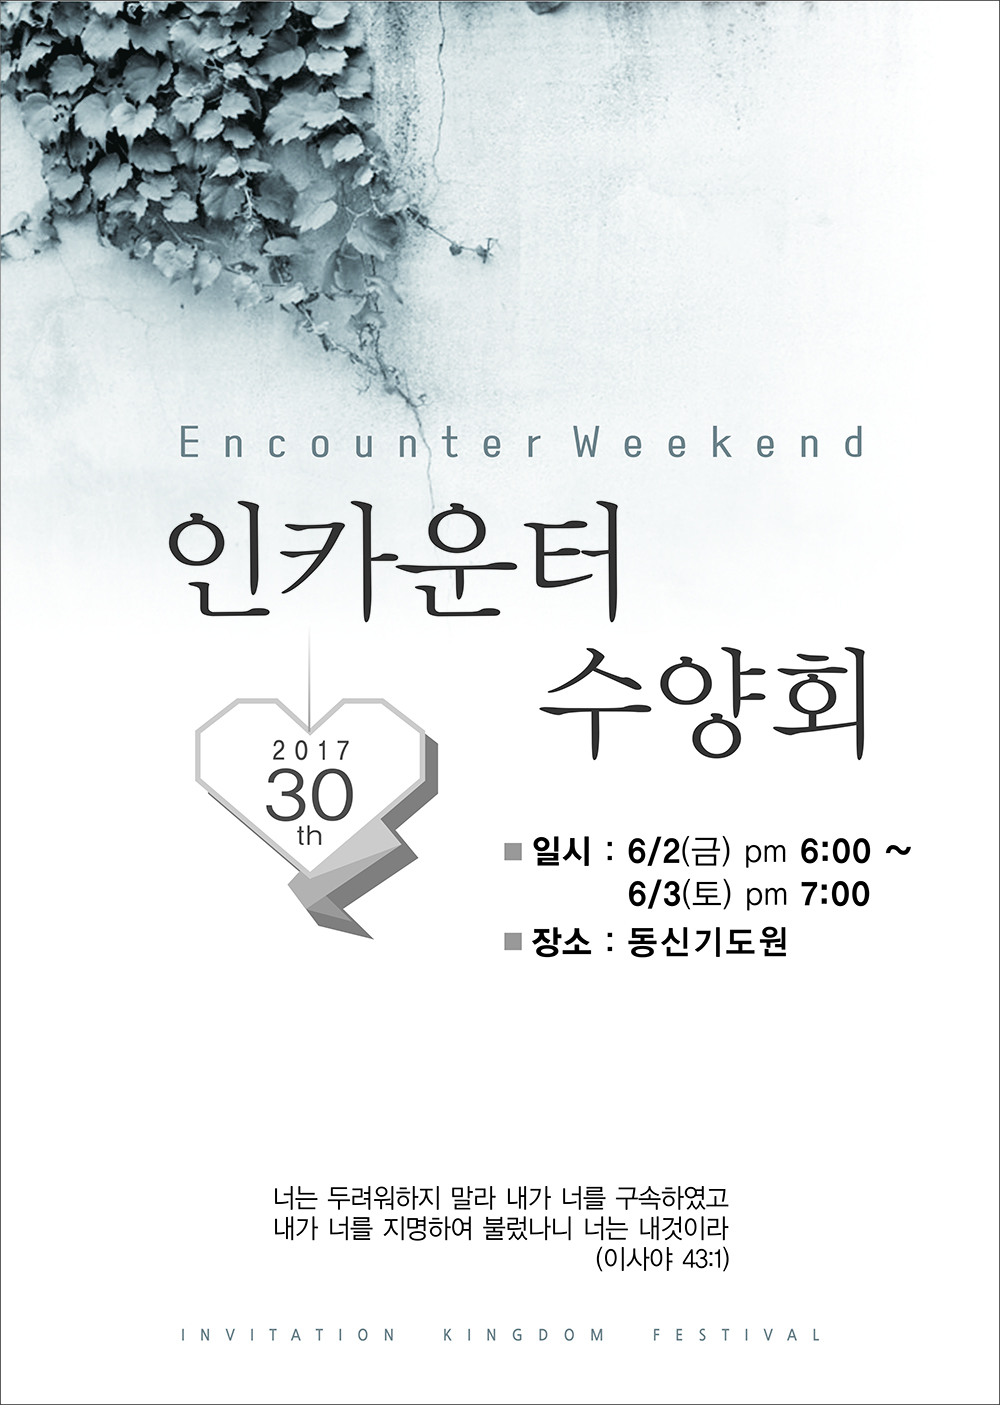 Encounter Weekend
인카운터
수양회
2017
30
th
■ 일시 : 6/2(금) pm 6:00 ~
6/3(토) pm 7:00
■ 장소 : 동신기도원
너는 두려워하지 말라 내가 너를 구속하였고
내가 너를 지명하여 불렀나니 너는 내것이라
(이사야 43:1)
INVITATION KINGDOM FESTIVAL